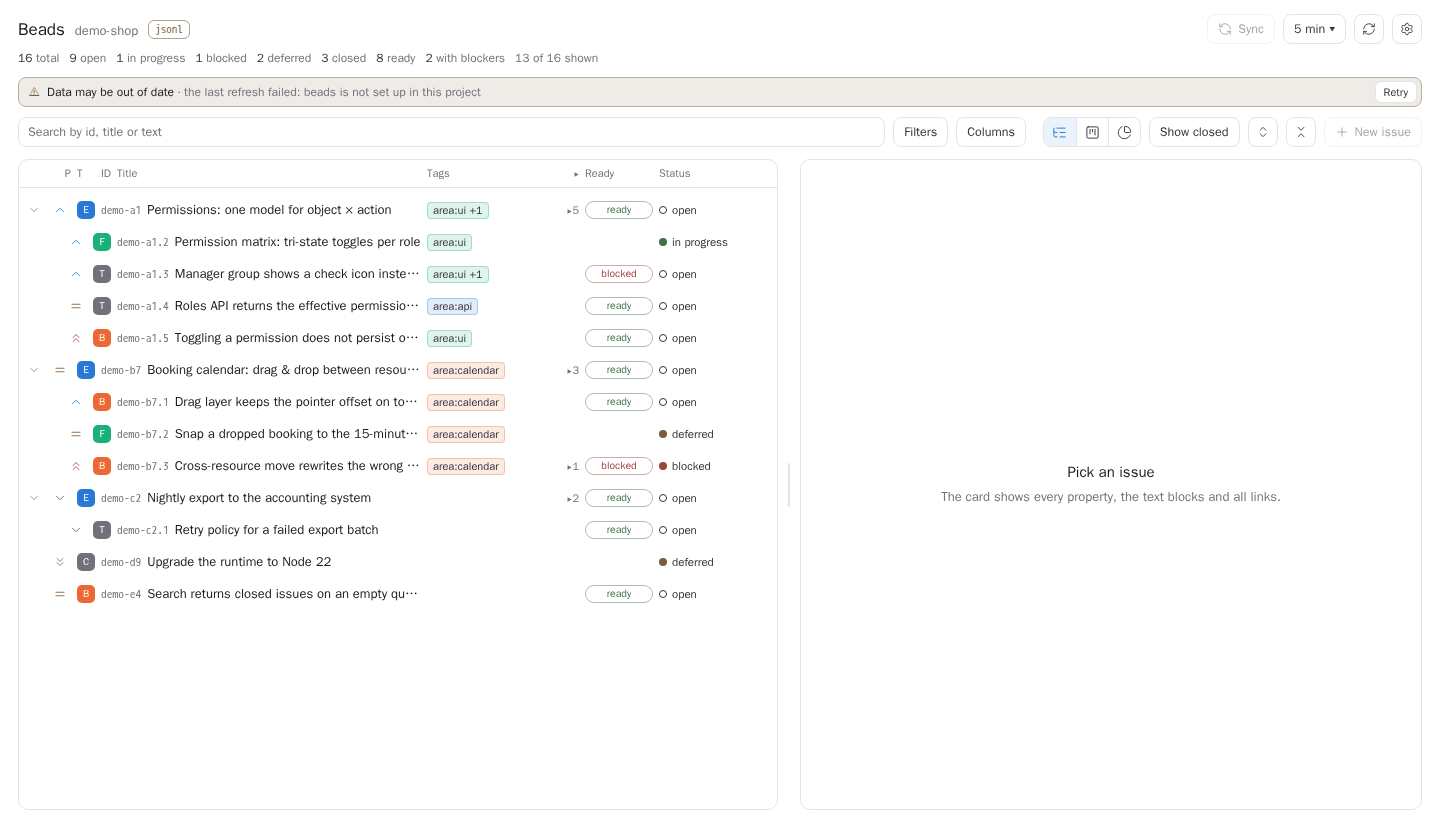 Beads demo-shop jsonl Sync 5 min ▾
16 total 9 open 1 in progress 1 blocked 2 deferred 3 closed 8 ready 2 with blockers 13 of 16 shown
Data may be out of date · the last refresh failed: beads is not set up in this project Retry
Search by id, title or text Filters Columns Show closed New issue
P T ID Title Tags ▸ Ready Status
E demo-a1 Permissions: one model for object × action area:ui +1 ▸5 ready open
F demo-a1.2 Permission matrix: tri-state toggles per role area:ui in progress
T demo-a1.3 Manager group shows a check icon inste··· area:ui +1 blocked open
T demo-a1.4 Roles API returns the effective permissio··· area:api ready open
B demo-a1.5 Toggling a permission does not persist o··· area:ui ready open
E demo-b7 Booking calendar: drag & drop between resou··· area:calendar ▸3 ready open
B demo-b7.1 Drag layer keeps the pointer offset on to··· area:calendar ready open
F demo-b7.2 Snap a dropped booking to the 15-minut··· area:calendar deferred
B demo-b7.3 Cross-resource move rewrites the wrong ··· area:calendar ▸1 blocked blocked
E demo-c2 Nightly export to the accounting system ▸2 ready open
T demo-c2.1 Retry policy for a failed export batch ready open
C demo-d9 Upgrade the runtime to Node 22 deferred
B demo-e4 Search returns closed issues on an empty qu··· ready open
Pick an issue
The card shows every property, the text blocks and all links.